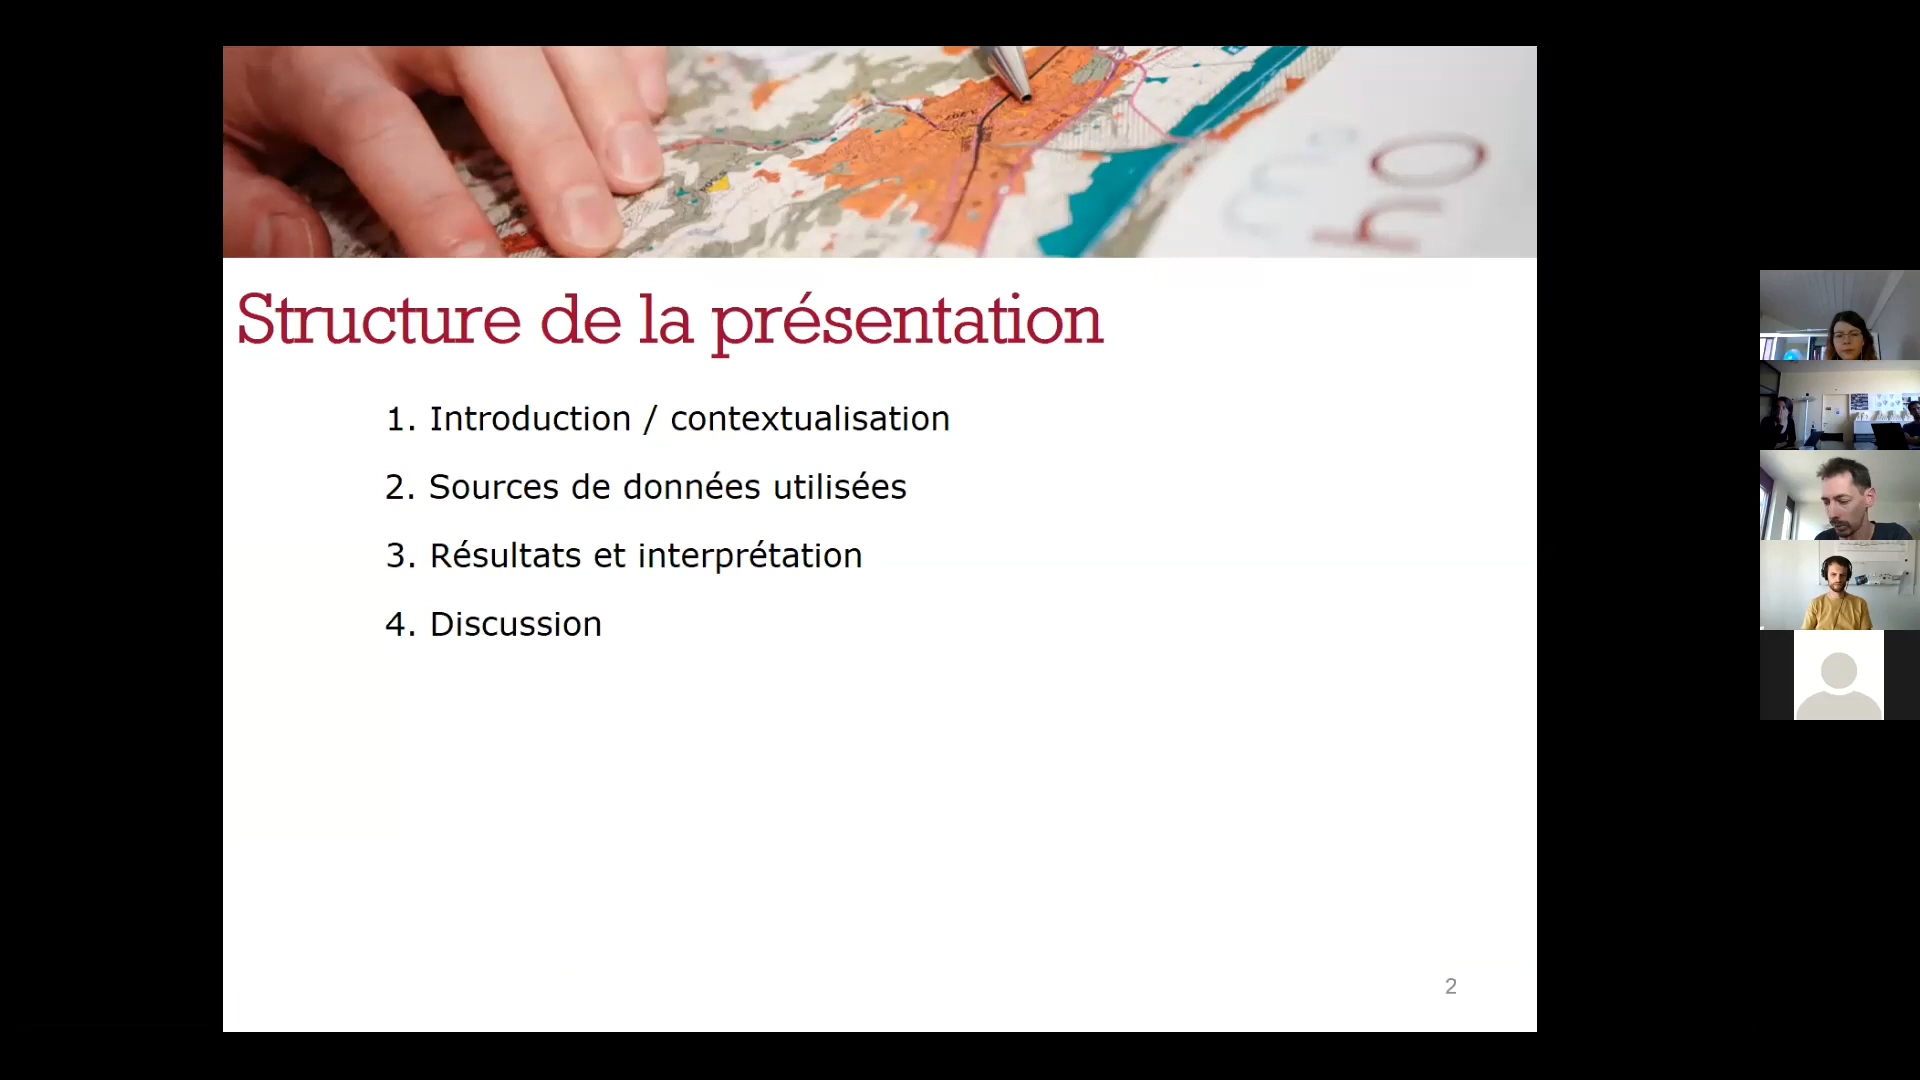 ho
Structure de la présentation
1. Introduction / contextualisation
2. Sources de données utilisées
3. Résultats et interprétation
4. Discussion
2